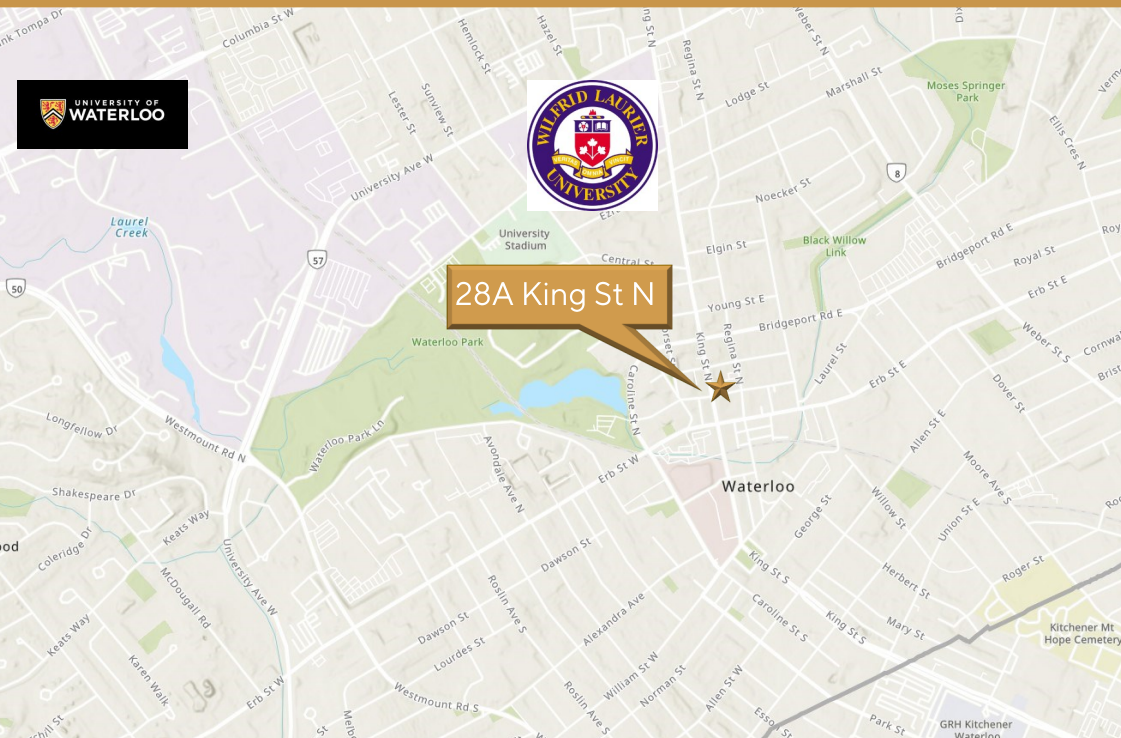 Columbia St W
Hemlock St
Hazel St
Regina St N
Lodge St
Marshall St
Moses Springer
Park
UNIVERSITY OF
WATERLOO
Lester St
Sunview St
WILFRID LAURIER
UNIVERSITY
VERITAS
OMNIA
VINCIT
Ellis Cres N
University Ave W
8
Noecker St
Laurel
Creek
University
Stadium
Elgin St
Black Willow
Link
Bridgeport Rd E
Royal St
57
50
Central St
28A King St N
Young St E
Erb St E
Bridgeport Rd E
Waterloo Park
King St N
Regina St N
Weber St S
Laurel St
Erb St E
Caroline St N
Dover St
Longfellow Dr
Westmount Rd N
Waterloo Park Ln
Avondale Ave N
Allen St E
Erb St W
Moore Ave S
Shakespeare Dr
Waterloo
Willow St
George St
Union St E
Keats Way
Coleridge Dr
University Ave W
Dawson St
King St S
Herbert St
Roger St
McDougall Rd
Roslin Ave S
Alexandra Ave
Caroline St S
King St S
Mary St
Kitchener Mt
Hope Cemetery
Keats Way
Dawson St
Lourdes St
Karen Walk
Erb St W
Westmount Rd S
Roslin Ave S
William St W
Norman St
Allen St W
Park St
GRH Kitchener
Waterloo